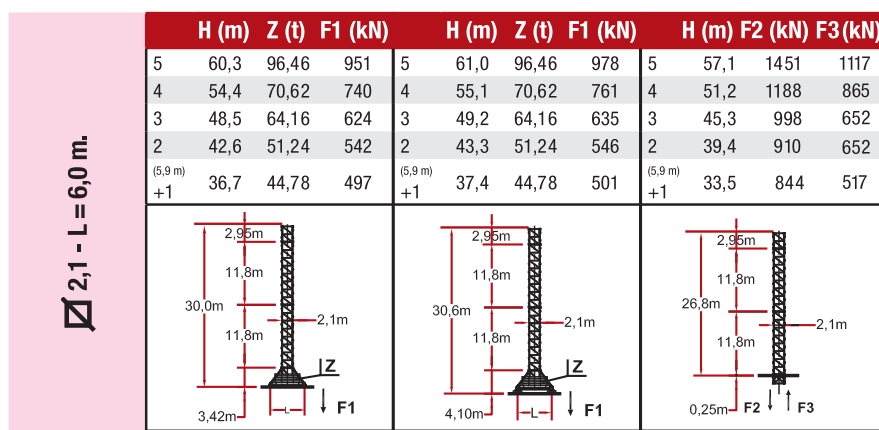 H (m) Z (t) F1 (kN) H (m) Z (t) F1 (kN) H (m) F2 (kN) F3 (kN)
5 60,3 96,46 951 5 61,0 96,46 978 5 57,1 1451 1117
4 54,4 70,62 740 4 55,1 70,62 761 4 51,2 1188 865
3 48,5 64,16 624 3 49,2 64,16 635 3 45,3 998 652
2 42,6 51,24 542 2 43,3 51,24 546 2 39,4 910 652
(5,9 m) +1 36,7 44,78 497 (5,9 m) +1 37,4 44,78 501 (5,9 m) +1 33,5 844 517
2,1 - L = 6,0 m.
2,95m
11,8m
30,0m
11,8m
2,1m
Z
3,42m
L
F1
2,95m
11,8m
30,6m
11,8m
2,1m
Z
4,10m
L
F1
2,95m
11,8m
26,8m
11,8m
2,1m
0,25m
F2
F3